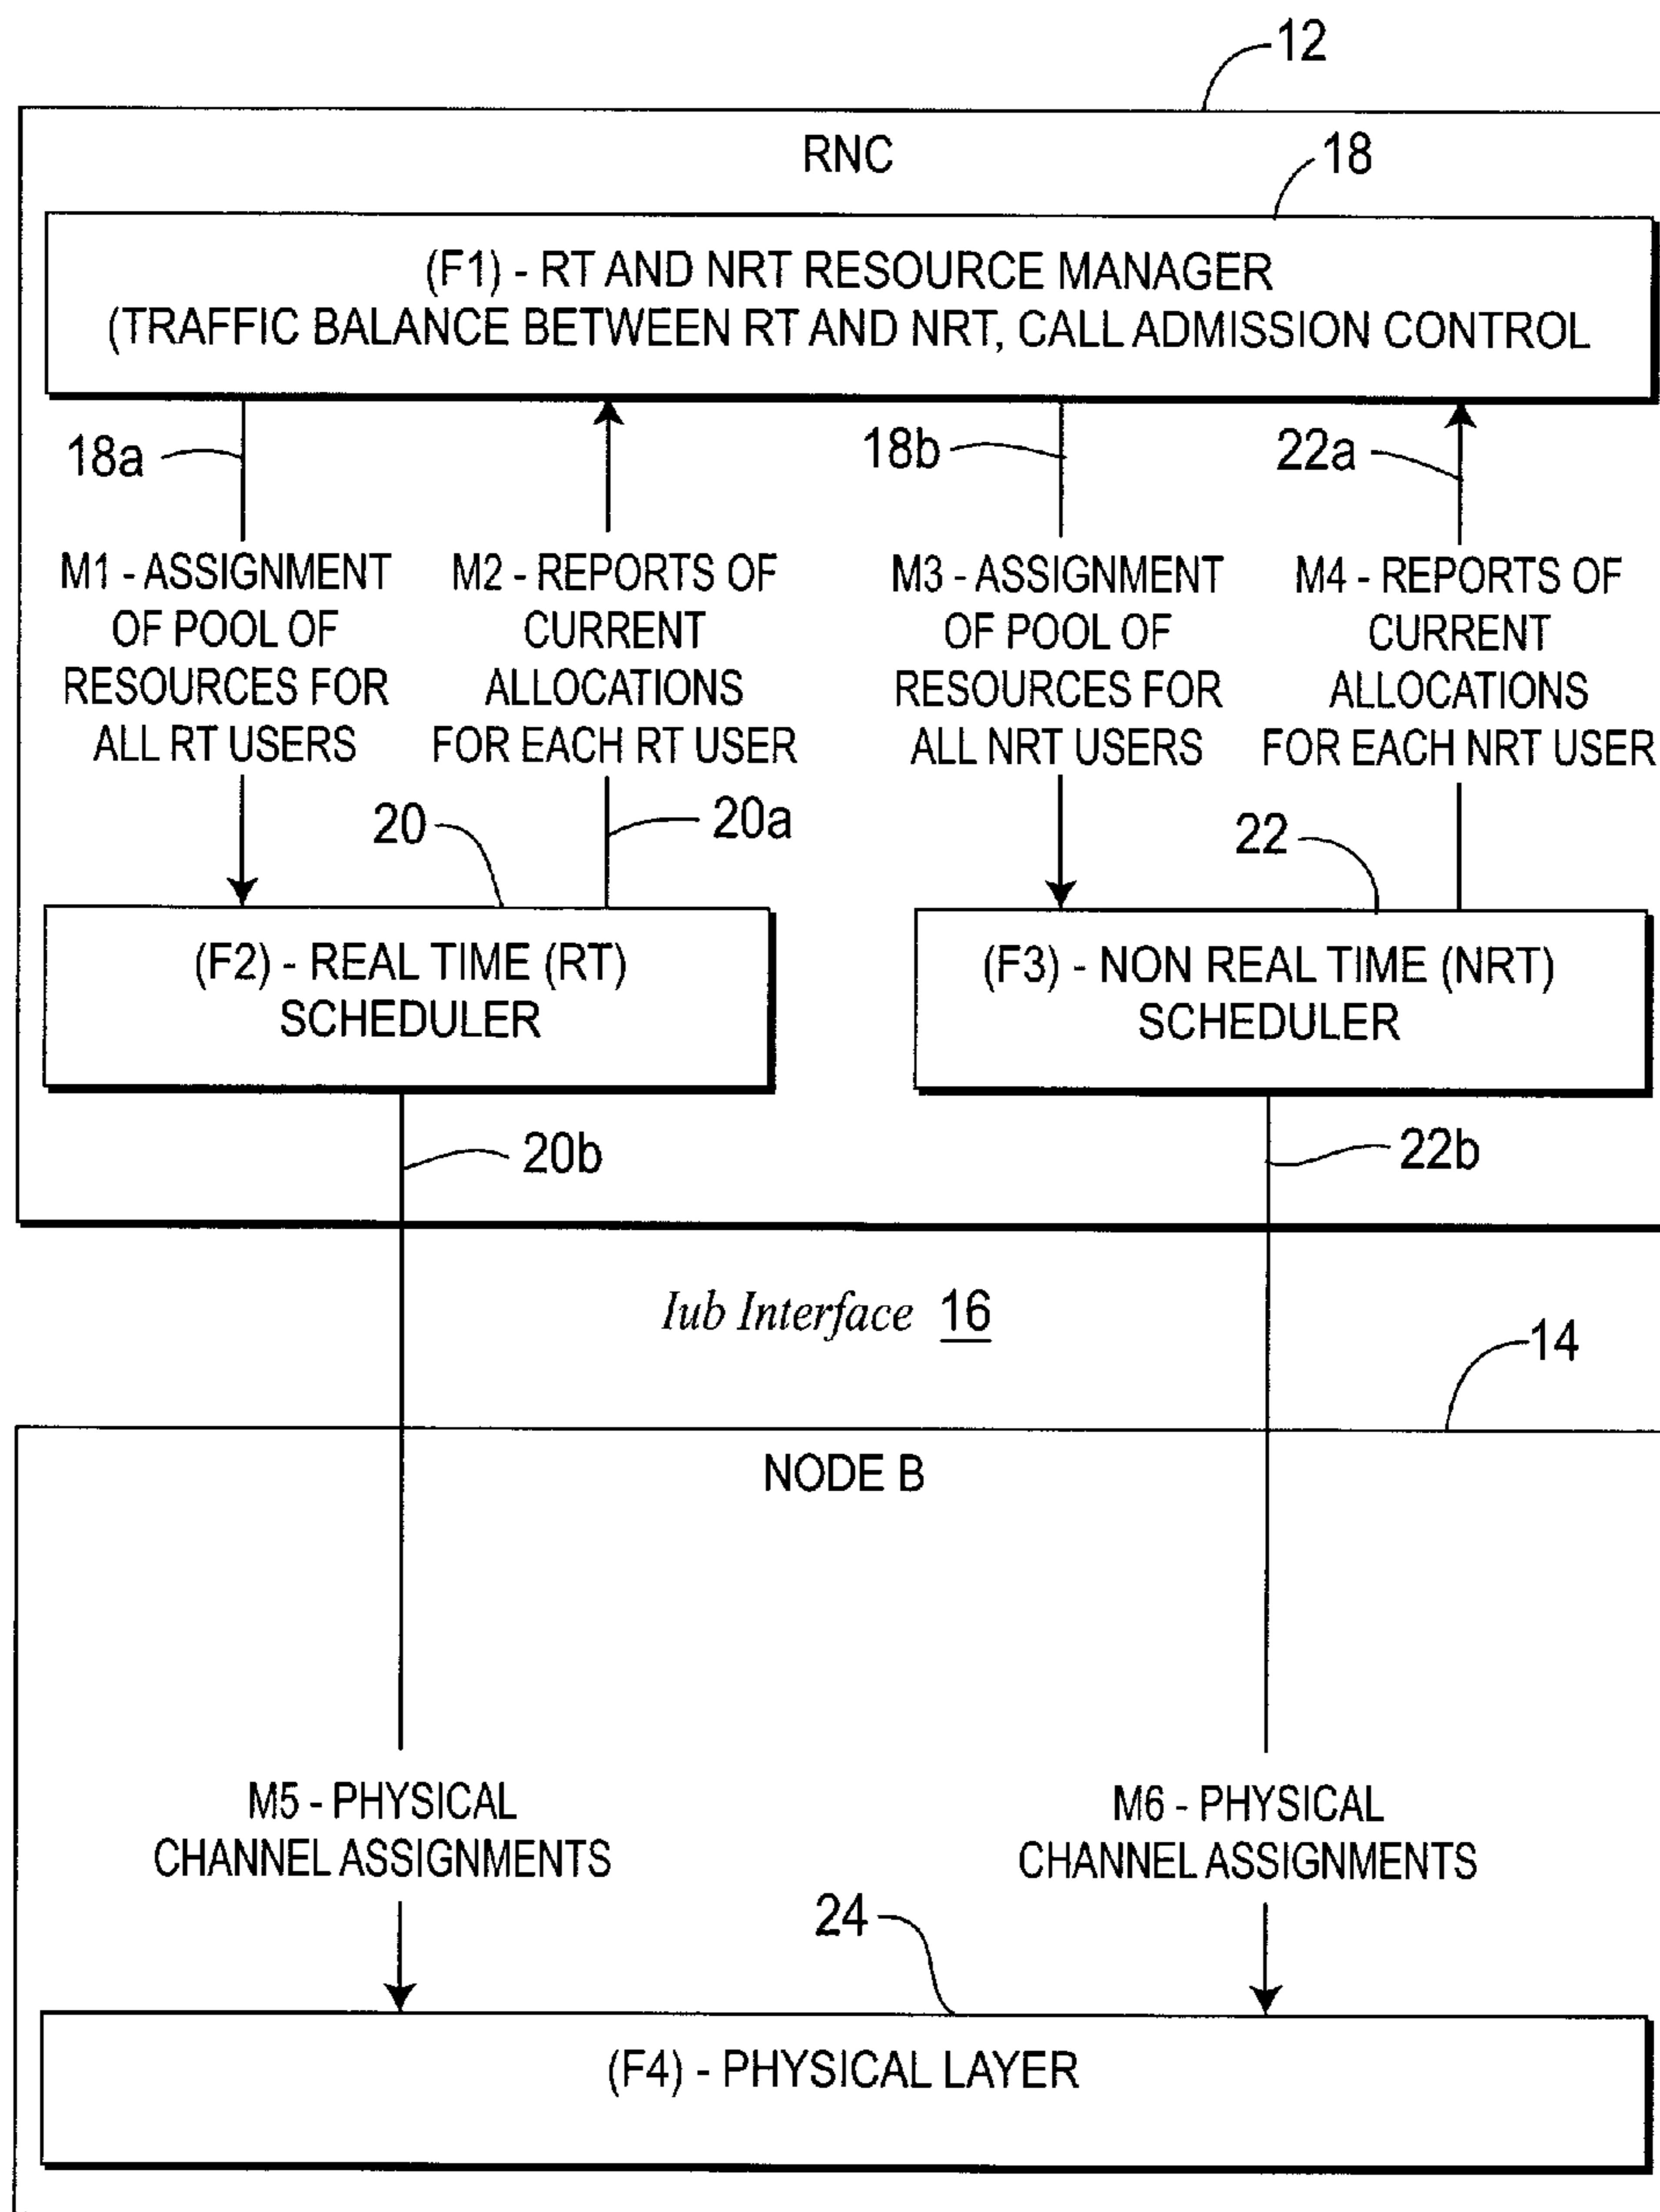 12
RNC
18
(F1) - RT AND NRT RESOURCE MANAGER
(TRAFFIC BALANCE BETWEEN RT AND NRT, CALL ADMISSION CONTROL
18a
18b
22a
M1 - ASSIGNMENT
OF POOL OF
RESOURCES FOR
ALL RT USERS
M2 - REPORTS OF
CURRENT
ALLOCATIONS
FOR EACH RT USER
M3 - ASSIGNMENT
OF POOL OF
RESOURCES FOR
ALL NRT USERS
M4 - REPORTS OF
CURRENT
ALLOCATIONS
FOR EACH NRT USER
20
20a
22
(F2) - REAL TIME (RT)
SCHEDULER
(F3) - NON REAL TIME (NRT)
SCHEDULER
20b
22b
Iub Interface 16
14
NODE B
M5 - PHYSICAL
CHANNEL ASSIGNMENTS
M6 - PHYSICAL
CHANNEL ASSIGNMENTS
24
(F4) - PHYSICAL LAYER